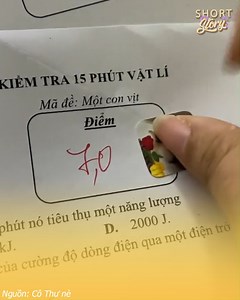 SHORT
Story
KIỂM TRA 15 PHÚT VẬT LÍ
Mã đề: Một con vịt
Điểm
7,0
phút nó tiêu thụ một năng lượng
kJ.
D. 2000 J.
của cường độ dòng điện qua một điện trở
Nguồn: Cô Thư nè